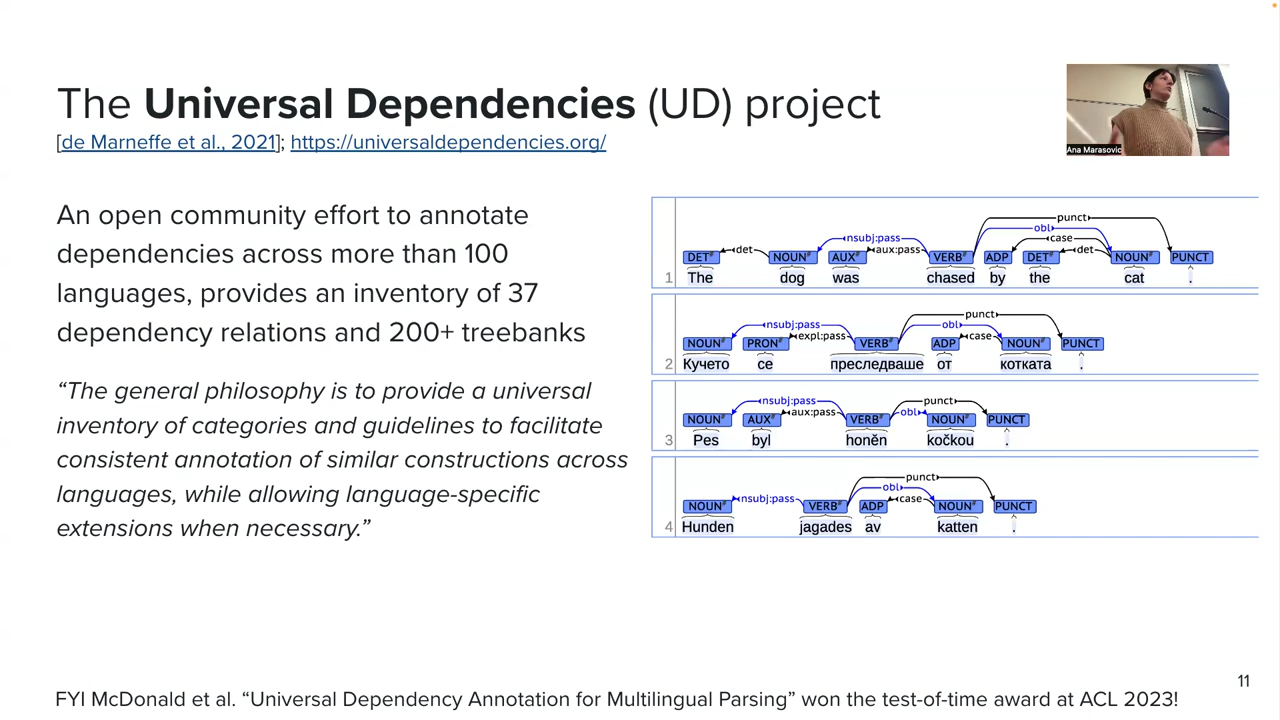 The Universal Dependencies (UD) project
[de Marneffe et al., 2021]; https://universaldependencies.org/
Ana Marasovic
An open community effort to annotate
dependencies across more than 100
languages, provides an inventory of 37
dependency relations and 200+ treebanks
“The general philosophy is to provide a universal
inventory of categories and guidelines to facilitate
consistent annotation of similar constructions across
languages, while allowing language-specific
extensions when necessary.”
punct
obl
nsubj:pass case
det aux:pass det
DET# NOUN# AUX# VERB# ADP DET# NOUN# PUNCT
1 The dog was chased by the cat .
punct
nsubj:pass obl
expl:pass case
NOUN# PRON# VERB# ADP NOUN# PUNCT
2 Кучето се преследваше от котката .
nsubj:pass punct
aux:pass obl
NOUN# AUX# VERB# NOUN# PUNCT
3 Pes byl honěn kočkou .
punct
obl
nsubj:pass case
NOUN# VERB# ADP NOUN# PUNCT
4 Hunden jagades av katten .
11
FYI McDonald et al. “Universal Dependency Annotation for Multilingual Parsing” won the test-of-time award at ACL 2023!